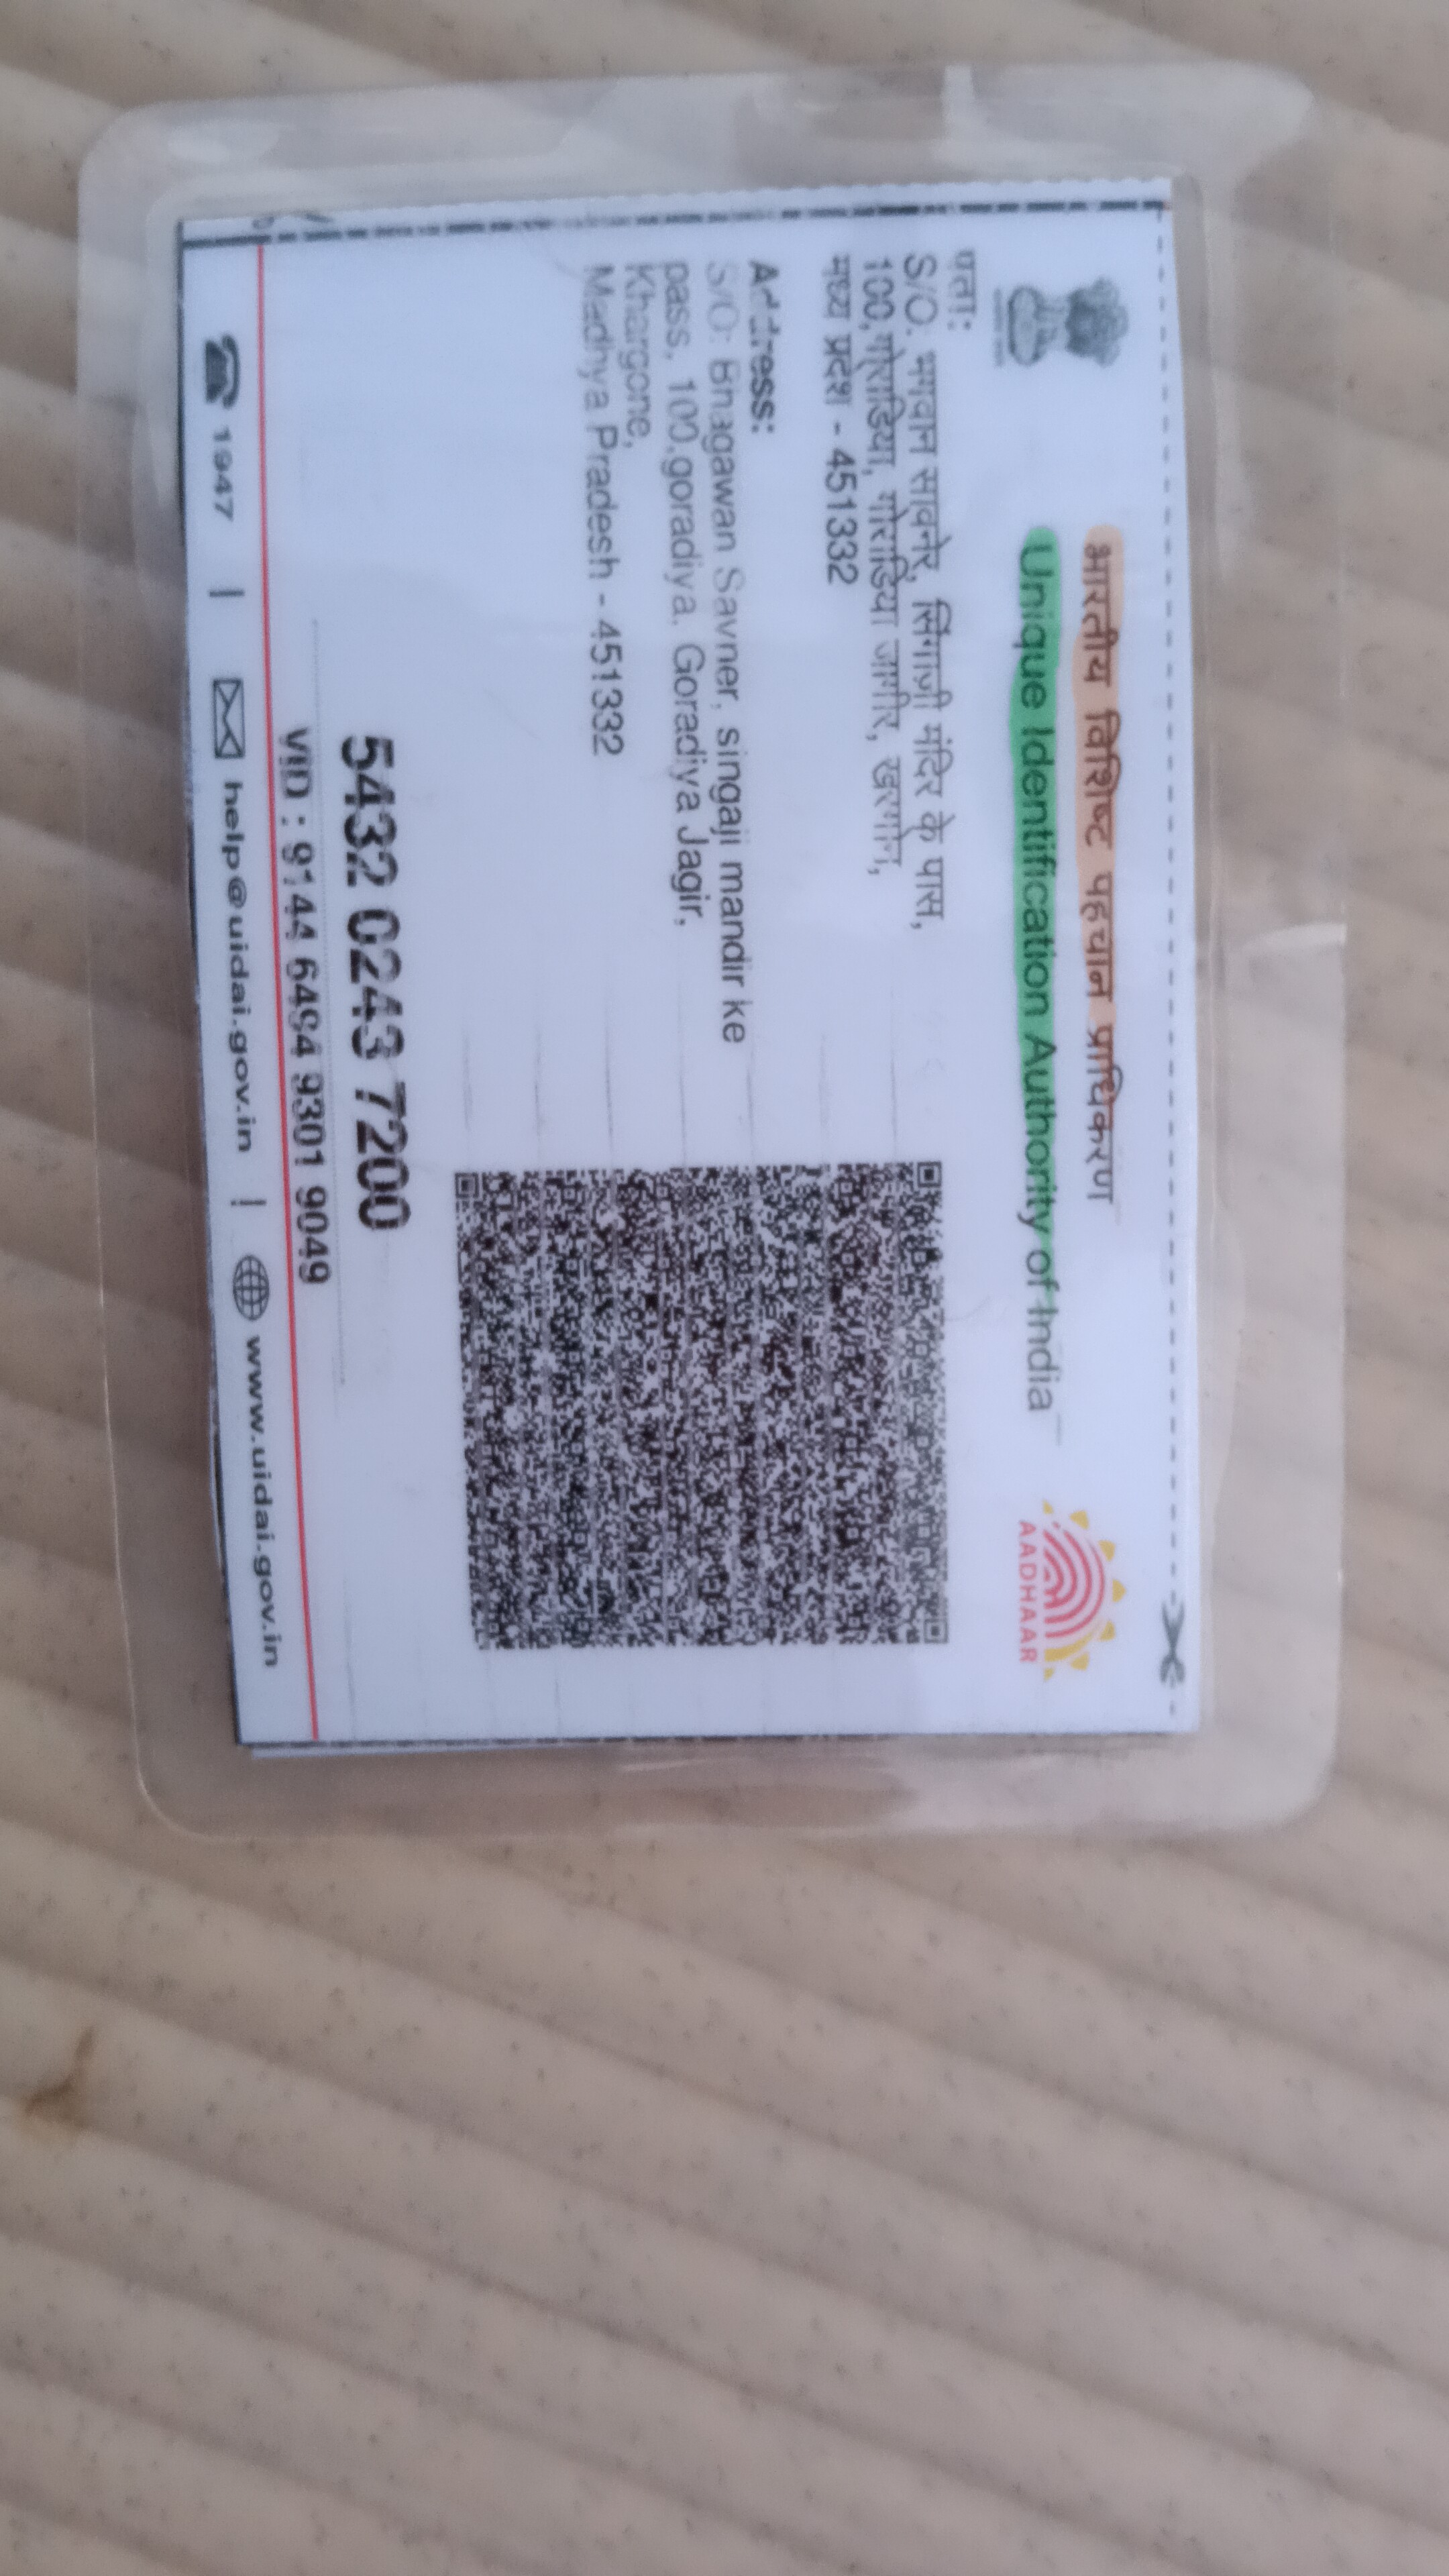 भारतीय विशिष्ट पहचान प्राधिकरण
Unique Identification Authority of India
AADHAAR
पता:
S/O. भगवान सावनेर, सिंगाजी मंदिर के पास,
100,गोराडिया, गोराडिया जागीर, खरगोन,
मध्य प्रदेश - 451332
Address:
S/O: Bhagawan Savner, singaji mandir ke
pass, 100,goradiya, Goradiya Jagir,
Khargone,
Madhya Pradesh - 451332
5432 0243 7200
VID : 9144 6494 9301 9049
1947 | help@uidai.gov.in | www.uidai.gov.in